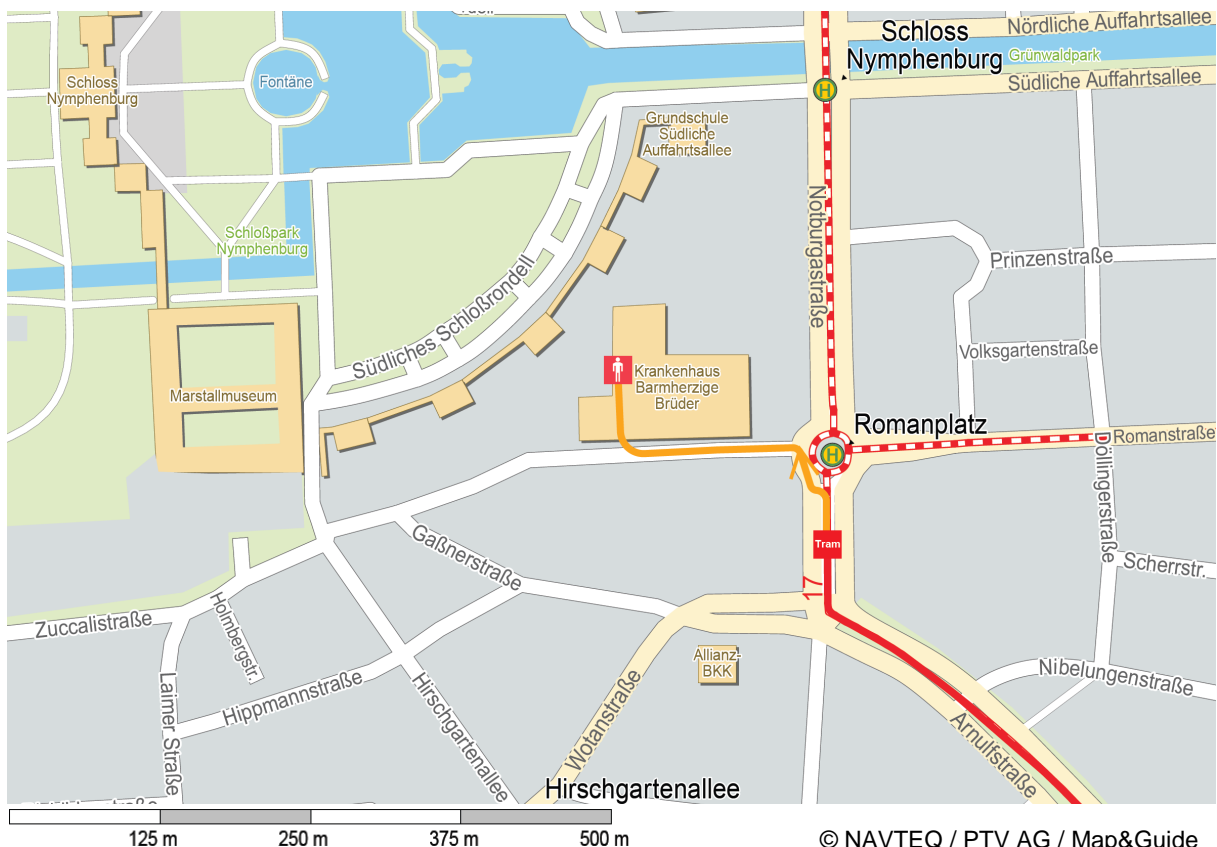 Nördliche Auffahrtsallee
Schloss
Nymphenburg
Grünwaldpark
Südliche Auffahrtsallee
H
Schloss
Nymphenburg
Fontäne
Grundschule
Südliche
Auffahrtsallee
Notburgastraße
Schloßpark
Nymphenburg
Prinzenstraße
Südliches Schloßrondell
Volksgartenstraße
Marstallmuseum
Krankenhaus
Barmherzige
Brüder
Romanplatz
H
Romanstraße
Döllingerstraße
Gaßnerstraße
Tram
17
Scherrstr.
Zuccalistraße
Holmbergstr.
Allianz-
BKK
Nibelungenstraße
Laimer Straße
Hippmannstraße
Hirschgartenallee
Wotanstraße
Arnulfstraße
Hirschgartenallee
125 m
250 m
375 m
500 m
© NAVTEQ / PTV AG / Map&Guide